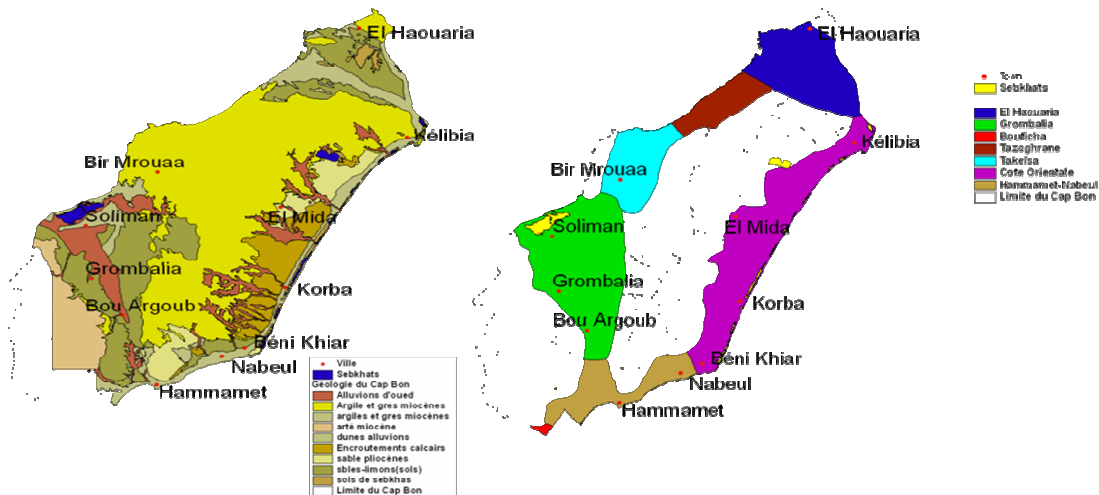 El Haouaria
Kélibia
Bir Mrouaa
Soliman
El Mida
Grombalia
Korba
Bou Argoub
Béni Khiar
Nabeul
Hammamet
Ville
Sebkhats
Géologie du Cap Bon
Alluvions d'oued
Argile et gres miocènes
argiles et gres miocènes
arté miocène
dunes alluvions
Encroutements calcairs
sable pliocènes
sbles-limons(sols)
sols de sebkhas
Limite du Cap Bon
El Haouaria
Kélibia
Bir Mrouaa
Soliman
El Mida
Grombalia
Korba
Bou Argoub
Béni Khiar
Nabeul
Hammamet
Town
Sebkhats
El Haouaria
Grombalia
Bouficha
Tazoghrane
Takelsa
Cote Orientale
Hammamet-Nabeul
Limite du Cap Bon